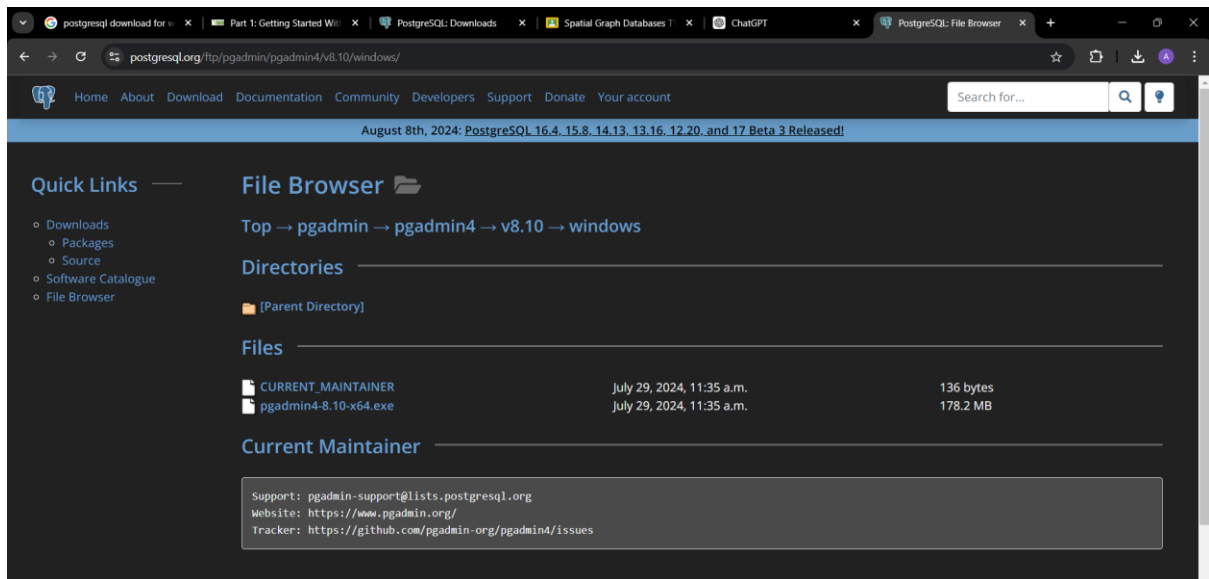 postgresql download for w
Part 1: Getting Started Wit
PostgreSQL: Downloads
Spatial Graph Databases T
ChatGPT
PostgreSQL: File Browser
postgresql.org/ftp/pgadmin/pgadmin4/v8.10/windows/
A
Home About Download Documentation Community Developers Support Donate Your account
Search for...
August 8th, 2024: PostgreSQL 16.4, 15.8, 14.13, 13.16, 12.20, and 17 Beta 3 Released!
Quick Links
Downloads
Packages
Source
Software Catalogue
File Browser
File Browser
Top → pgadmin → pgadmin4 → v8.10 → windows
Directories
[Parent Directory]
Files
CURRENT_MAINTAINER July 29, 2024, 11:35 a.m. 136 bytes
pgadmin4-8.10-x64.exe July 29, 2024, 11:35 a.m. 178.2 MB
Current Maintainer
Support: pgadmin-support@lists.postgresql.org
Website: https://www.pgadmin.org/
Tracker: https://github.com/pgadmin-org/pgadmin4/issues